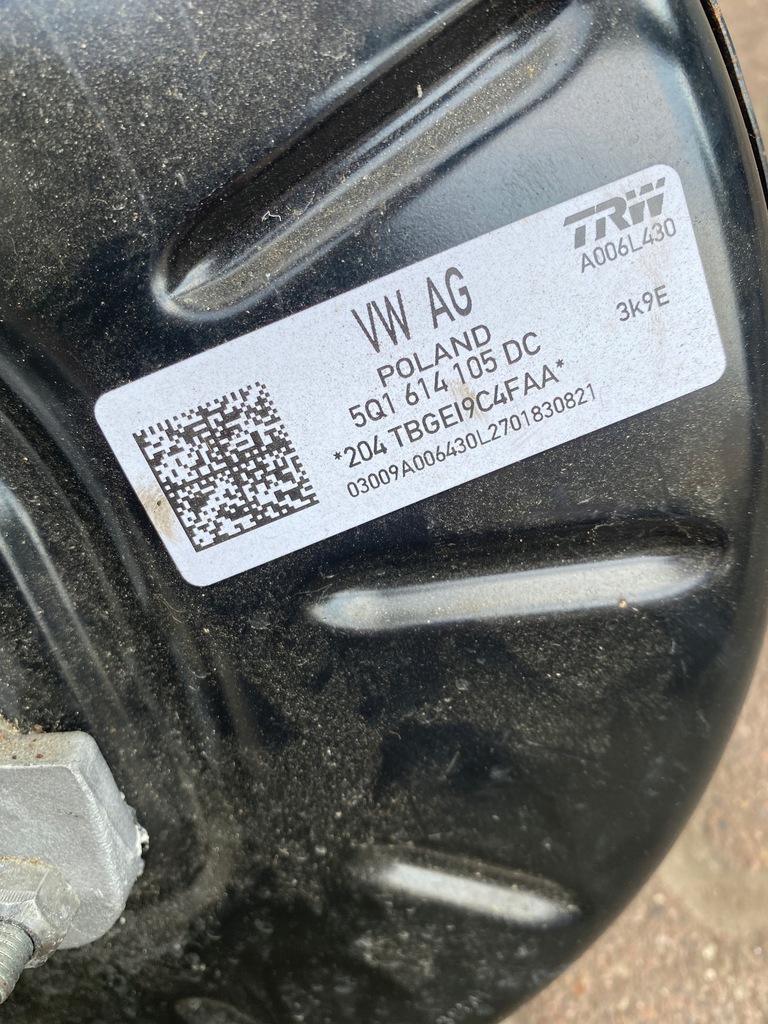 TRW
A006L430
3k9E
VW AG
POLAND
5Q1 614 105 DC
*204 TBGEI9C4FAA*
03009A006430L2701830821